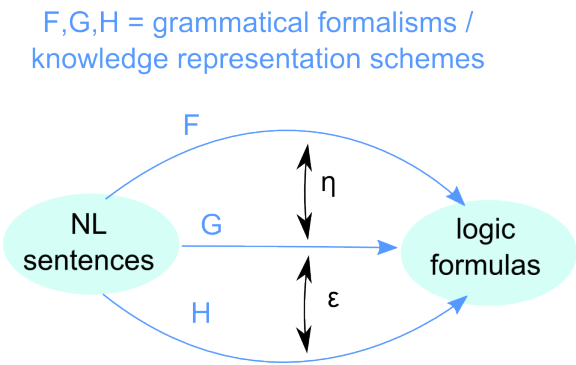 F,G,H = grammatical formalisms /
knowledge representation schemes
F
η
NL
sentences
G
logic
formulas
H
ε